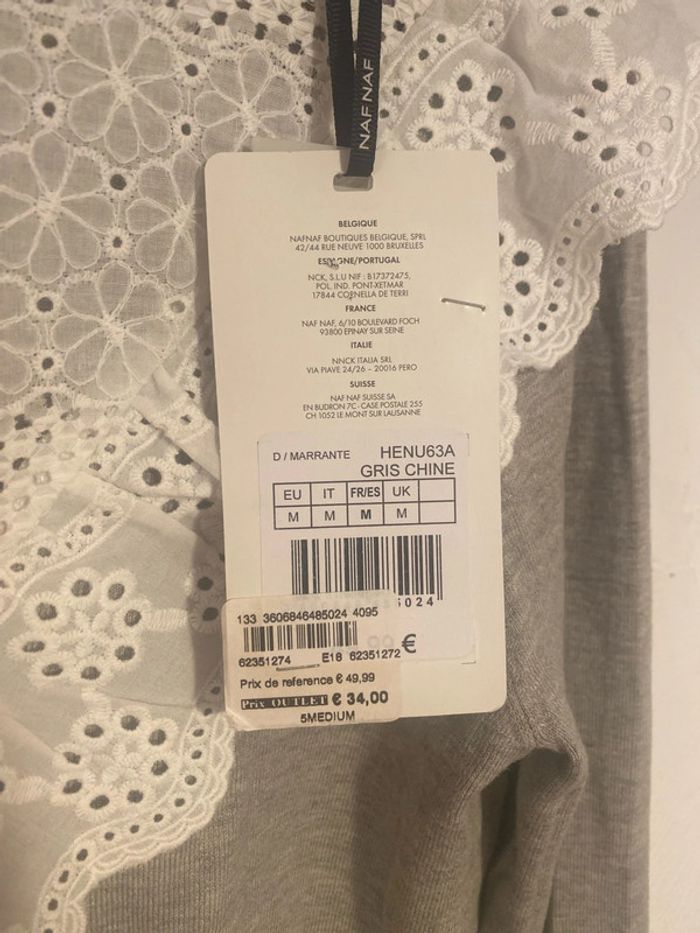 NAF NAF
BELGIQUE
NAFNAF BOUTIQUES BELGIQUE, SPRL
42/44 RUE NEUVE 1000 BRUXELLES
ESPAGNE/PORTUGAL
NCK, S.L.U NIF : B17372475,
POL. IND. PONT-XETMAR
17844 CORNELLA DE TERRI
FRANCE
NAF NAF, 6/10 BOULEVARD FOCH
93800 EPINAY SUR SEINE
ITALIE
NNCK ITALIA SRL
VIA PIAVE 24/26 - 20016 PERO
SUISSE
NAF NAF SUISSE SA
EN BUDRON 7C - CASE POSTALE 255
CH 1052 LE MONT SUR LAUSANNE
D / MARRANTE HENU63A
GRIS CHINE
EU IT FR/ES UK
M M M M
5024
133 3606846485024 4095
€
62351274 E18 62351272
Prix de reference € 49,99
Prix OUTLET € 34,00
5MEDIUM